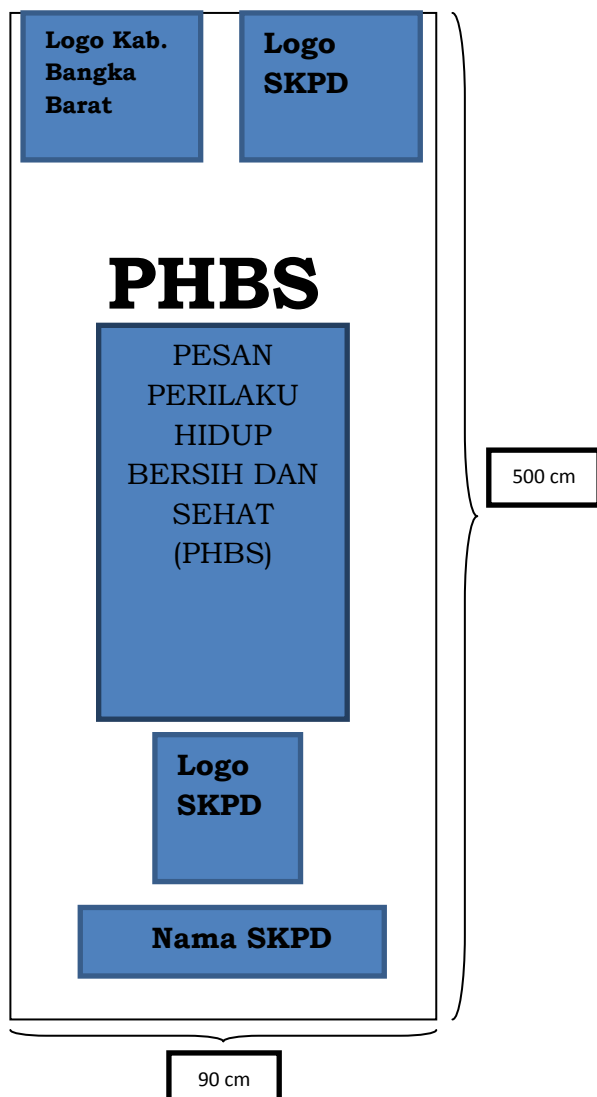 Logo Kab.
Bangka
Barat
Logo
SKPD
PHBS
PESAN
PERILAKU
HIDUP
BERSIH DAN
SEHAT
(PHBS)
500 cm
Logo
SKPD
Nama SKPD
90 cm